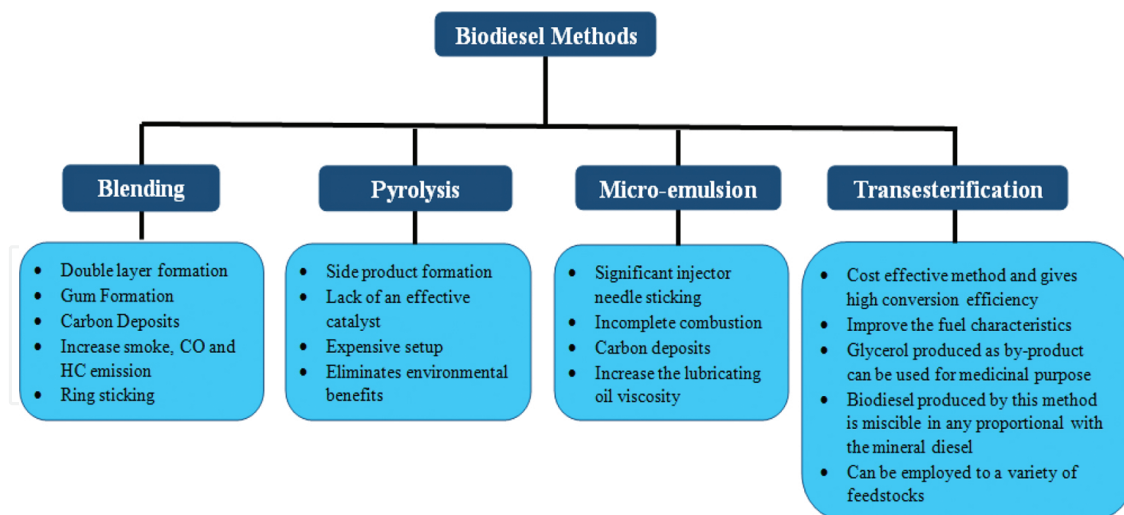 Biodiesel Methods
Blending
• Double layer formation
• Gum Formation
• Carbon Deposits
• Increase smoke, CO and
HC emission
• Ring sticking
Pyrolysis
• Side product formation
• Lack of an effective
catalyst
• Expensive setup
• Eliminates environmental
benefits
Micro-emulsion
• Significant injector
needle sticking
• Incomplete combustion
• Carbon deposits
• Increase the lubricating
oil viscosity
Transesterification
• Cost effective method and gives
high conversion efficiency
• Improve the fuel characteristics
• Glycerol produced as by-product
can be used for medicinal purpose
• Biodiesel produced by this method
is miscible in any proportional with
the mineral diesel
• Can be employed to a variety of
feedstocks